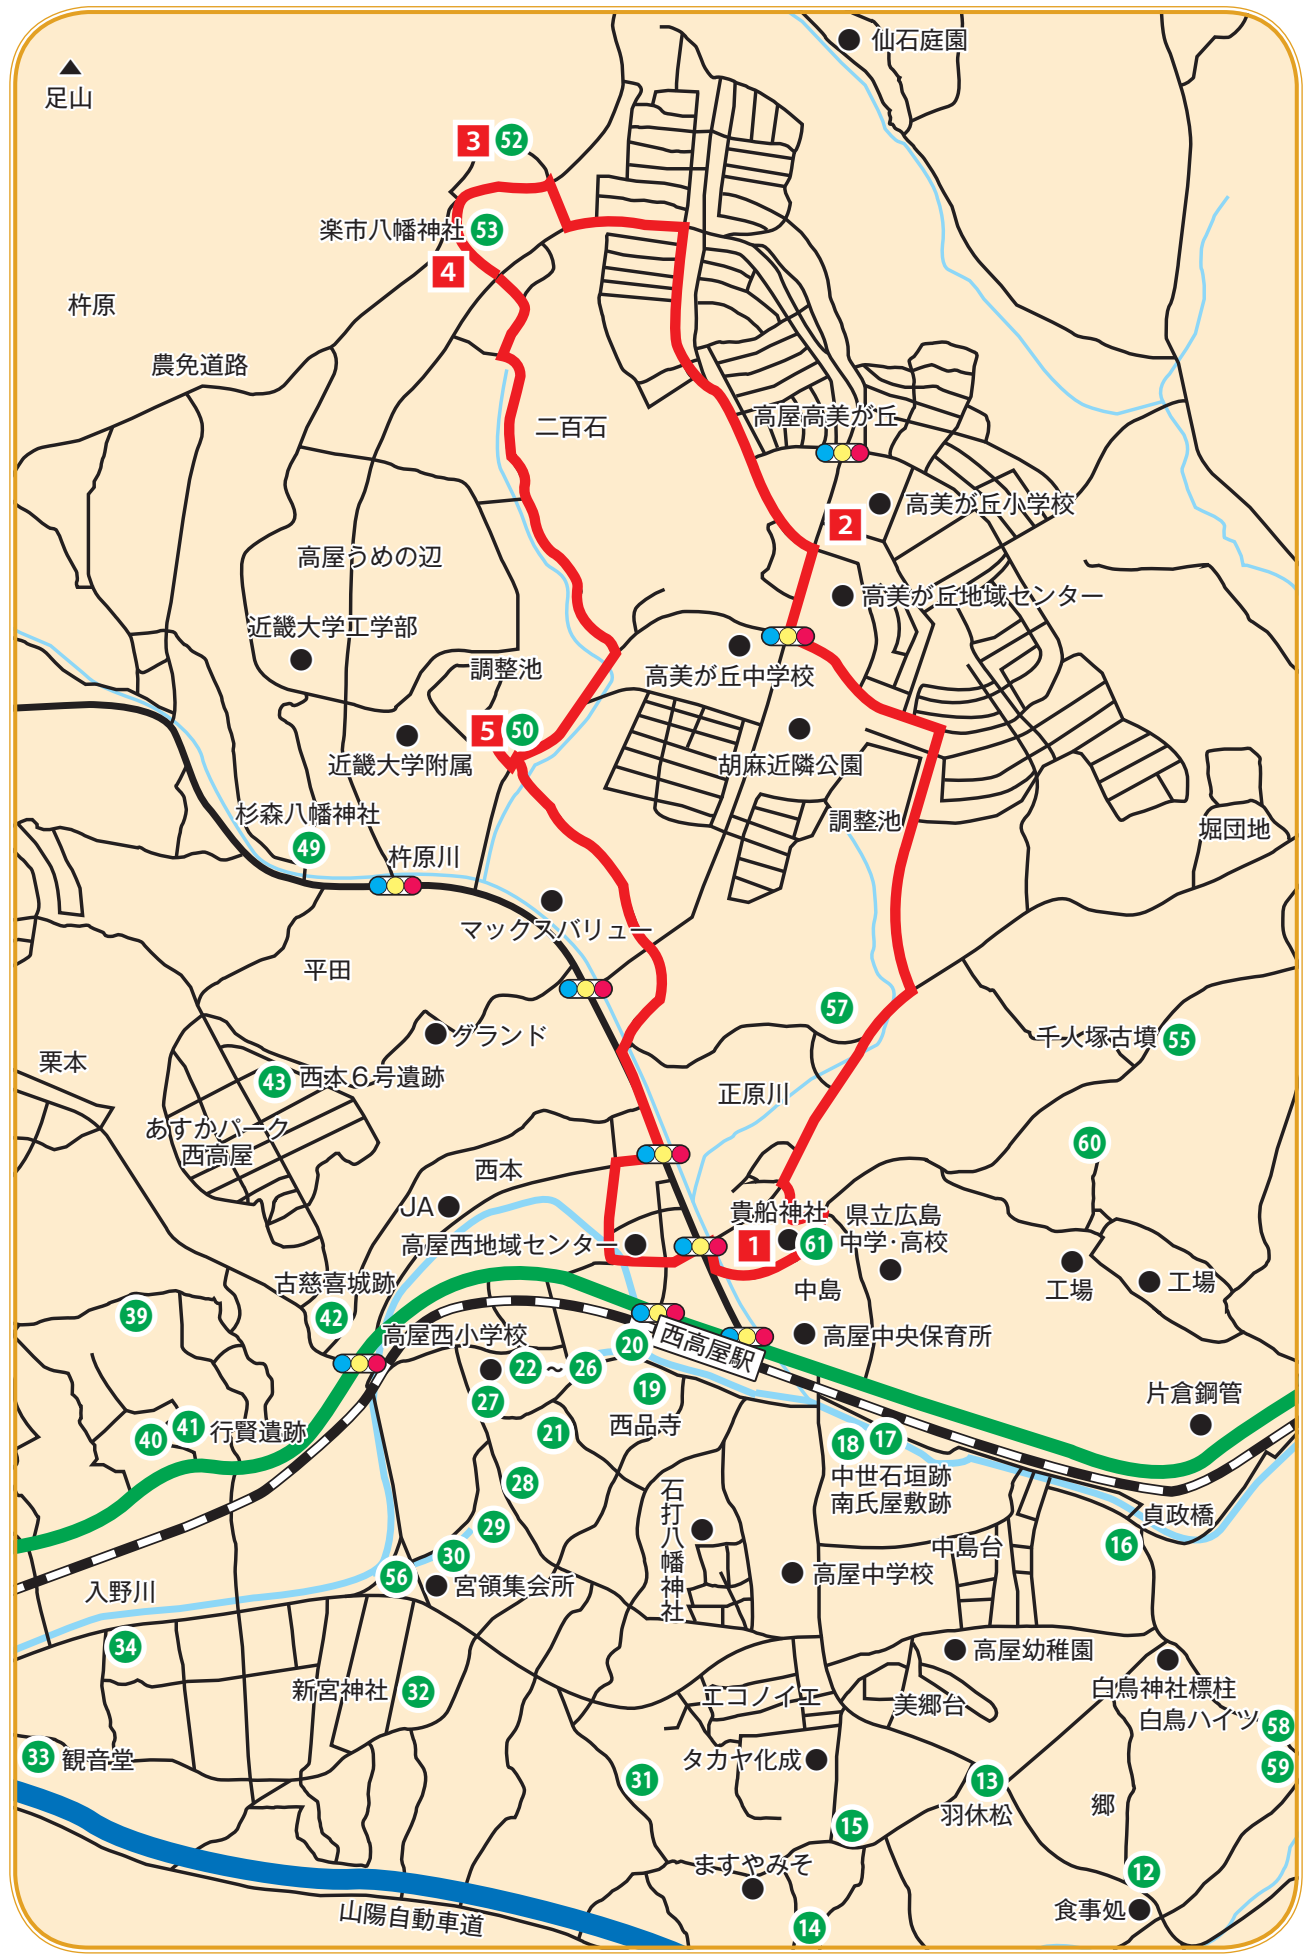 仙石庭園
足山
3
52
楽市八幡神社
53
4
杵原
農免道路
二百石
高屋高美が丘
高美が丘小学校
2
高屋うめの辺
高美が丘地域センター
近畿大学工学部
調整池
高美が丘中学校
5
50
近畿大学附属
胡麻近隣公園
調整池
堀団地
杉森八幡神社
49
杵原川
マックスバリュー
平田
57
グランド
千人塚古墳
55
栗本
43
西本6号遺跡
正原川
あすかパーク
西高屋
60
西本
JA
貴船神社
県立広島
中学・高校
高屋西地域センター
1
61
工場
工場
中島
古慈喜城跡
39
42
高屋西小学校
高屋中央保育所
20
西高屋駅
22
~
26
19
27
西品寺
片倉鋼管
41
行賢遺跡
40
21
18
17
中世石垣跡
南氏屋敷跡
28
石打八幡神社
貞政橋
29
16
中島台
30
56
宮領集会所
高屋中学校
入野川
34
高屋幼稚園
新宮神社
32
エコノイエ
美郷台
白鳥神社標柱
白鳥ハイツ
58
33
観音堂
タカヤ化成
59
31
13
羽休松
郷
15
ますやみそ
12
山陽自動車道
食事処
14